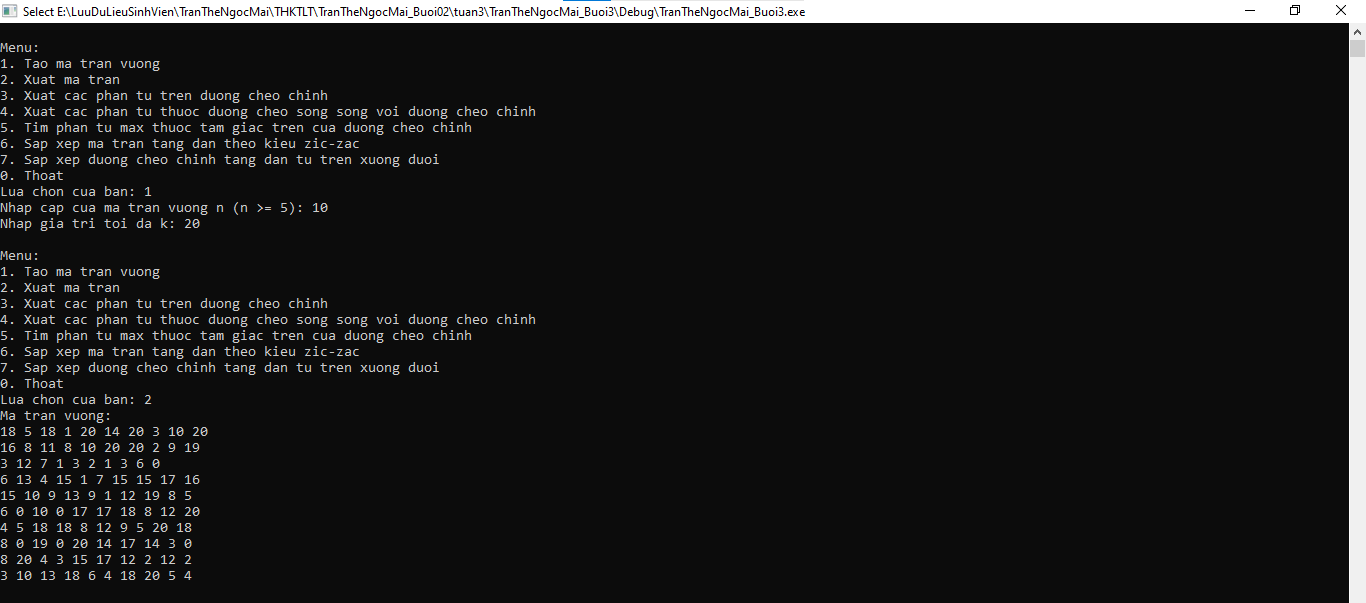 Select E:\LuuDuLieuSinhVien\TranTheNgocMai\THKTLT\TranTheNgocMai_Buoi02\tuan3\TranTheNgocMai_Buoi3\Debug\TranTheNgocMai_Buoi3.exe
Menu:
1. Tao ma tran vuong
2. Xuat ma tran
3. Xuat cac phan tu tren duong cheo chinh
4. Xuat cac phan tu thuoc duong cheo song song voi duong cheo chinh
5. Tim phan tu max thuoc tam giac tren cua duong cheo chinh
6. Sap xep ma tran tang dan theo kieu zic-zac
7. Sap xep duong cheo chinh tang dan tu tren xuong duoi
0. Thoat
Lua chon cua ban: 1
Nhap cap cua ma tran vuong n (n >= 5): 10
Nhap gia tri toi da k: 20
Menu:
1. Tao ma tran vuong
2. Xuat ma tran
3. Xuat cac phan tu tren duong cheo chinh
4. Xuat cac phan tu thuoc duong cheo song song voi duong cheo chinh
5. Tim phan tu max thuoc tam giac tren cua duong cheo chinh
6. Sap xep ma tran tang dan theo kieu zic-zac
7. Sap xep duong cheo chinh tang dan tu tren xuong duoi
0. Thoat
Lua chon cua ban: 2
Ma tran vuong:
18 5 18 1 20 14 20 3 10 20
16 8 11 8 10 20 20 2 9 19
3 12 7 1 3 2 1 3 6 0
6 13 4 15 1 7 15 15 17 16
15 10 9 13 9 1 12 19 8 5
6 0 10 0 17 17 18 8 12 20
4 5 18 18 8 12 9 5 20 18
8 0 19 0 20 14 17 14 3 0
8 20 4 3 15 17 12 2 12 2
3 10 13 18 6 4 18 20 5 4